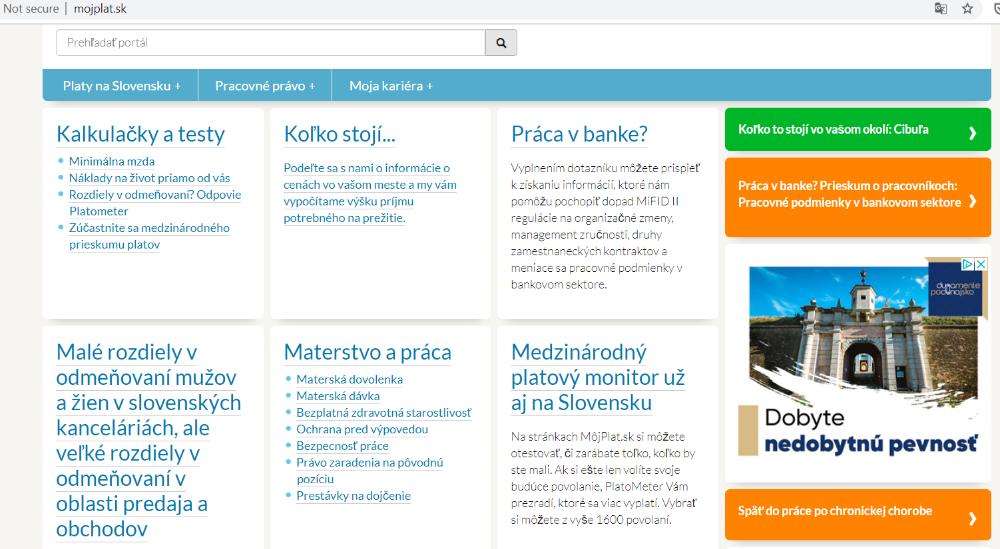 Not secure | mojplat.sk
Prehľadať portál
Platy na Slovensku +
Pracovné právo +
Moja kariéra +
Kalkulačky a testy
Minimálna mzda
Náklady na život priamo od vás
Rozdiely v odmeňovaní? Odpovie
Platometer
Zúčastnite sa medzinárodného
prieskumu platov
Koľko stojí...
Podeľte sa s nami o informácie o
cenách vo vašom meste a my vám
vypočítame výšku príjmu
potrebného na prežitie.
Práca v banke?
Vyplnením dotazníku môžete prispieť
k získaniu informácií, ktoré nám
pomôžu pochopiť dopad MiFID II
regulácie na organizačné zmeny,
management zručností, druhy
zamestnaneckých kontraktov a
meniace sa pracovné podmienky v
bankovom sektore.
Koľko to stojí vo vašom okolí: Cibuľa
Práca v banke? Prieskum o pracovníkoch:
Pracovné podmienky v bankovom sektore
dunamente
podunajsko
Dobyte
nedobytnú pevnosť
Malé rozdiely v
odmeňovaní mužov
a žien v slovenských
kanceláriách, ale
veľké rozdiely v
odmeňovaní v
oblasti predaja a
obchodov
Materstvo a práca
Materská dovolenka
Materská dávka
Bezplatná zdravotná starostlivosť
Ochrana pred výpovedou
Bezpecnosť práce
Právo zaradenia na pôvodnú
pozíciu
Prestávky na dojčenie
Medzinárodný
platový monitor už
aj na Slovensku
Na stránkach MôjPlat.sk si môžete
otestovať, či zarábate toľko, koľko by
ste mali. Ak si ešte len volíte svoje
budúce povolanie, PlatoMeter Vám
prezradí, ktoré sa viac vyplatí. Vybrať
si môžete z vyše 1600 povolaní.
Späť do práce po chronickej chorobe